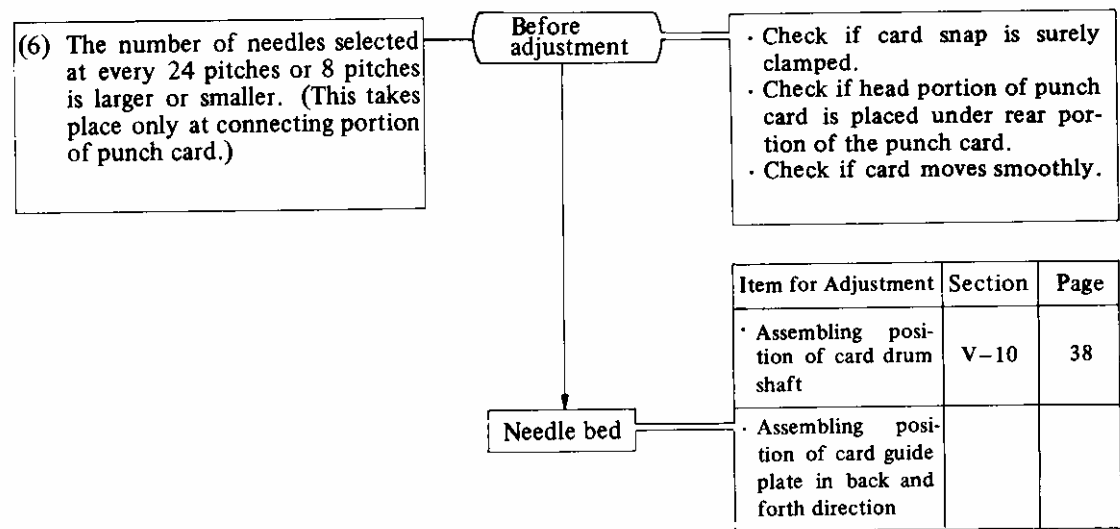 (6) The number of needles selected
at every 24 pitches or 8 pitches
is larger or smaller. (This takes
place only at connecting portion
of punch card.)
Before
adjustment
· Check if card snap is surely
clamped.
· Check if head portion of punch
card is placed under rear por-
tion of the punch card.
· Check if card moves smoothly.
Needle bed
Item for Adjustment Section Page
· Assembling posi-
tion of card drum V-10 38
shaft
· Assembling posi-
tion of card guide
plate in back and
forth direction